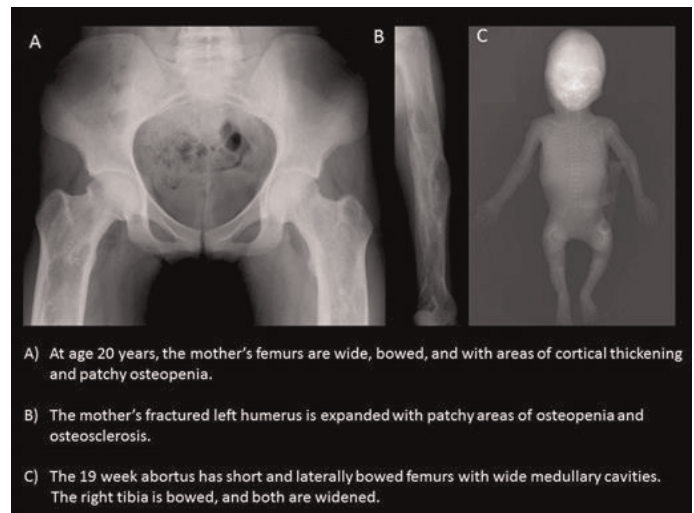 A
B
C
A) At age 20 years, the mother's femurs are wide, bowed, and with areas of cortical thickening
and patchy osteopenia.
B) The mother's fractured left humerus is expanded with patchy areas of osteopenia and
osteosclerosis.
C) The 19 week abortus has short and laterally bowed femurs with wide medullary cavities.
The right tibia is bowed, and both are widened.